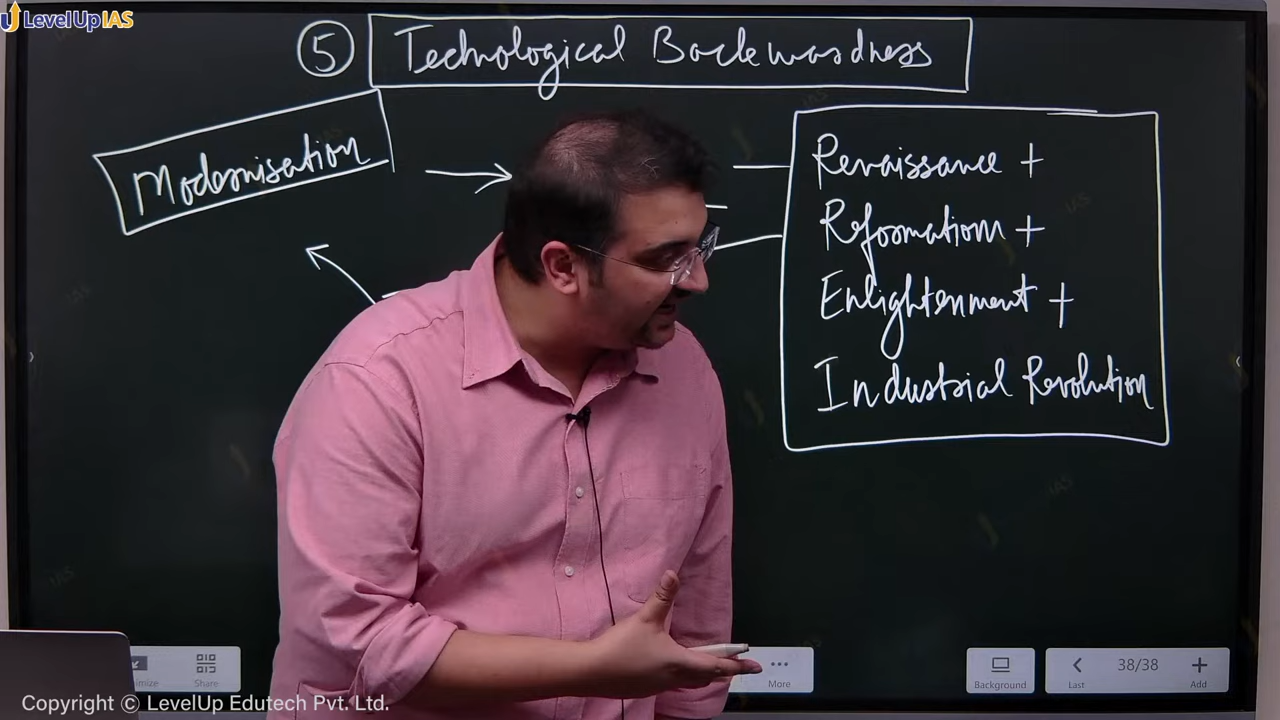 LevelUpIAS
5 Technological Backwardness
Modernisation
Renaissance +
Reformation +
Enlightenment +
Industrial Revolution
Share
More
Background
Last
38/38
Add
Copyright © LevelUp Edutech Pvt. Ltd.